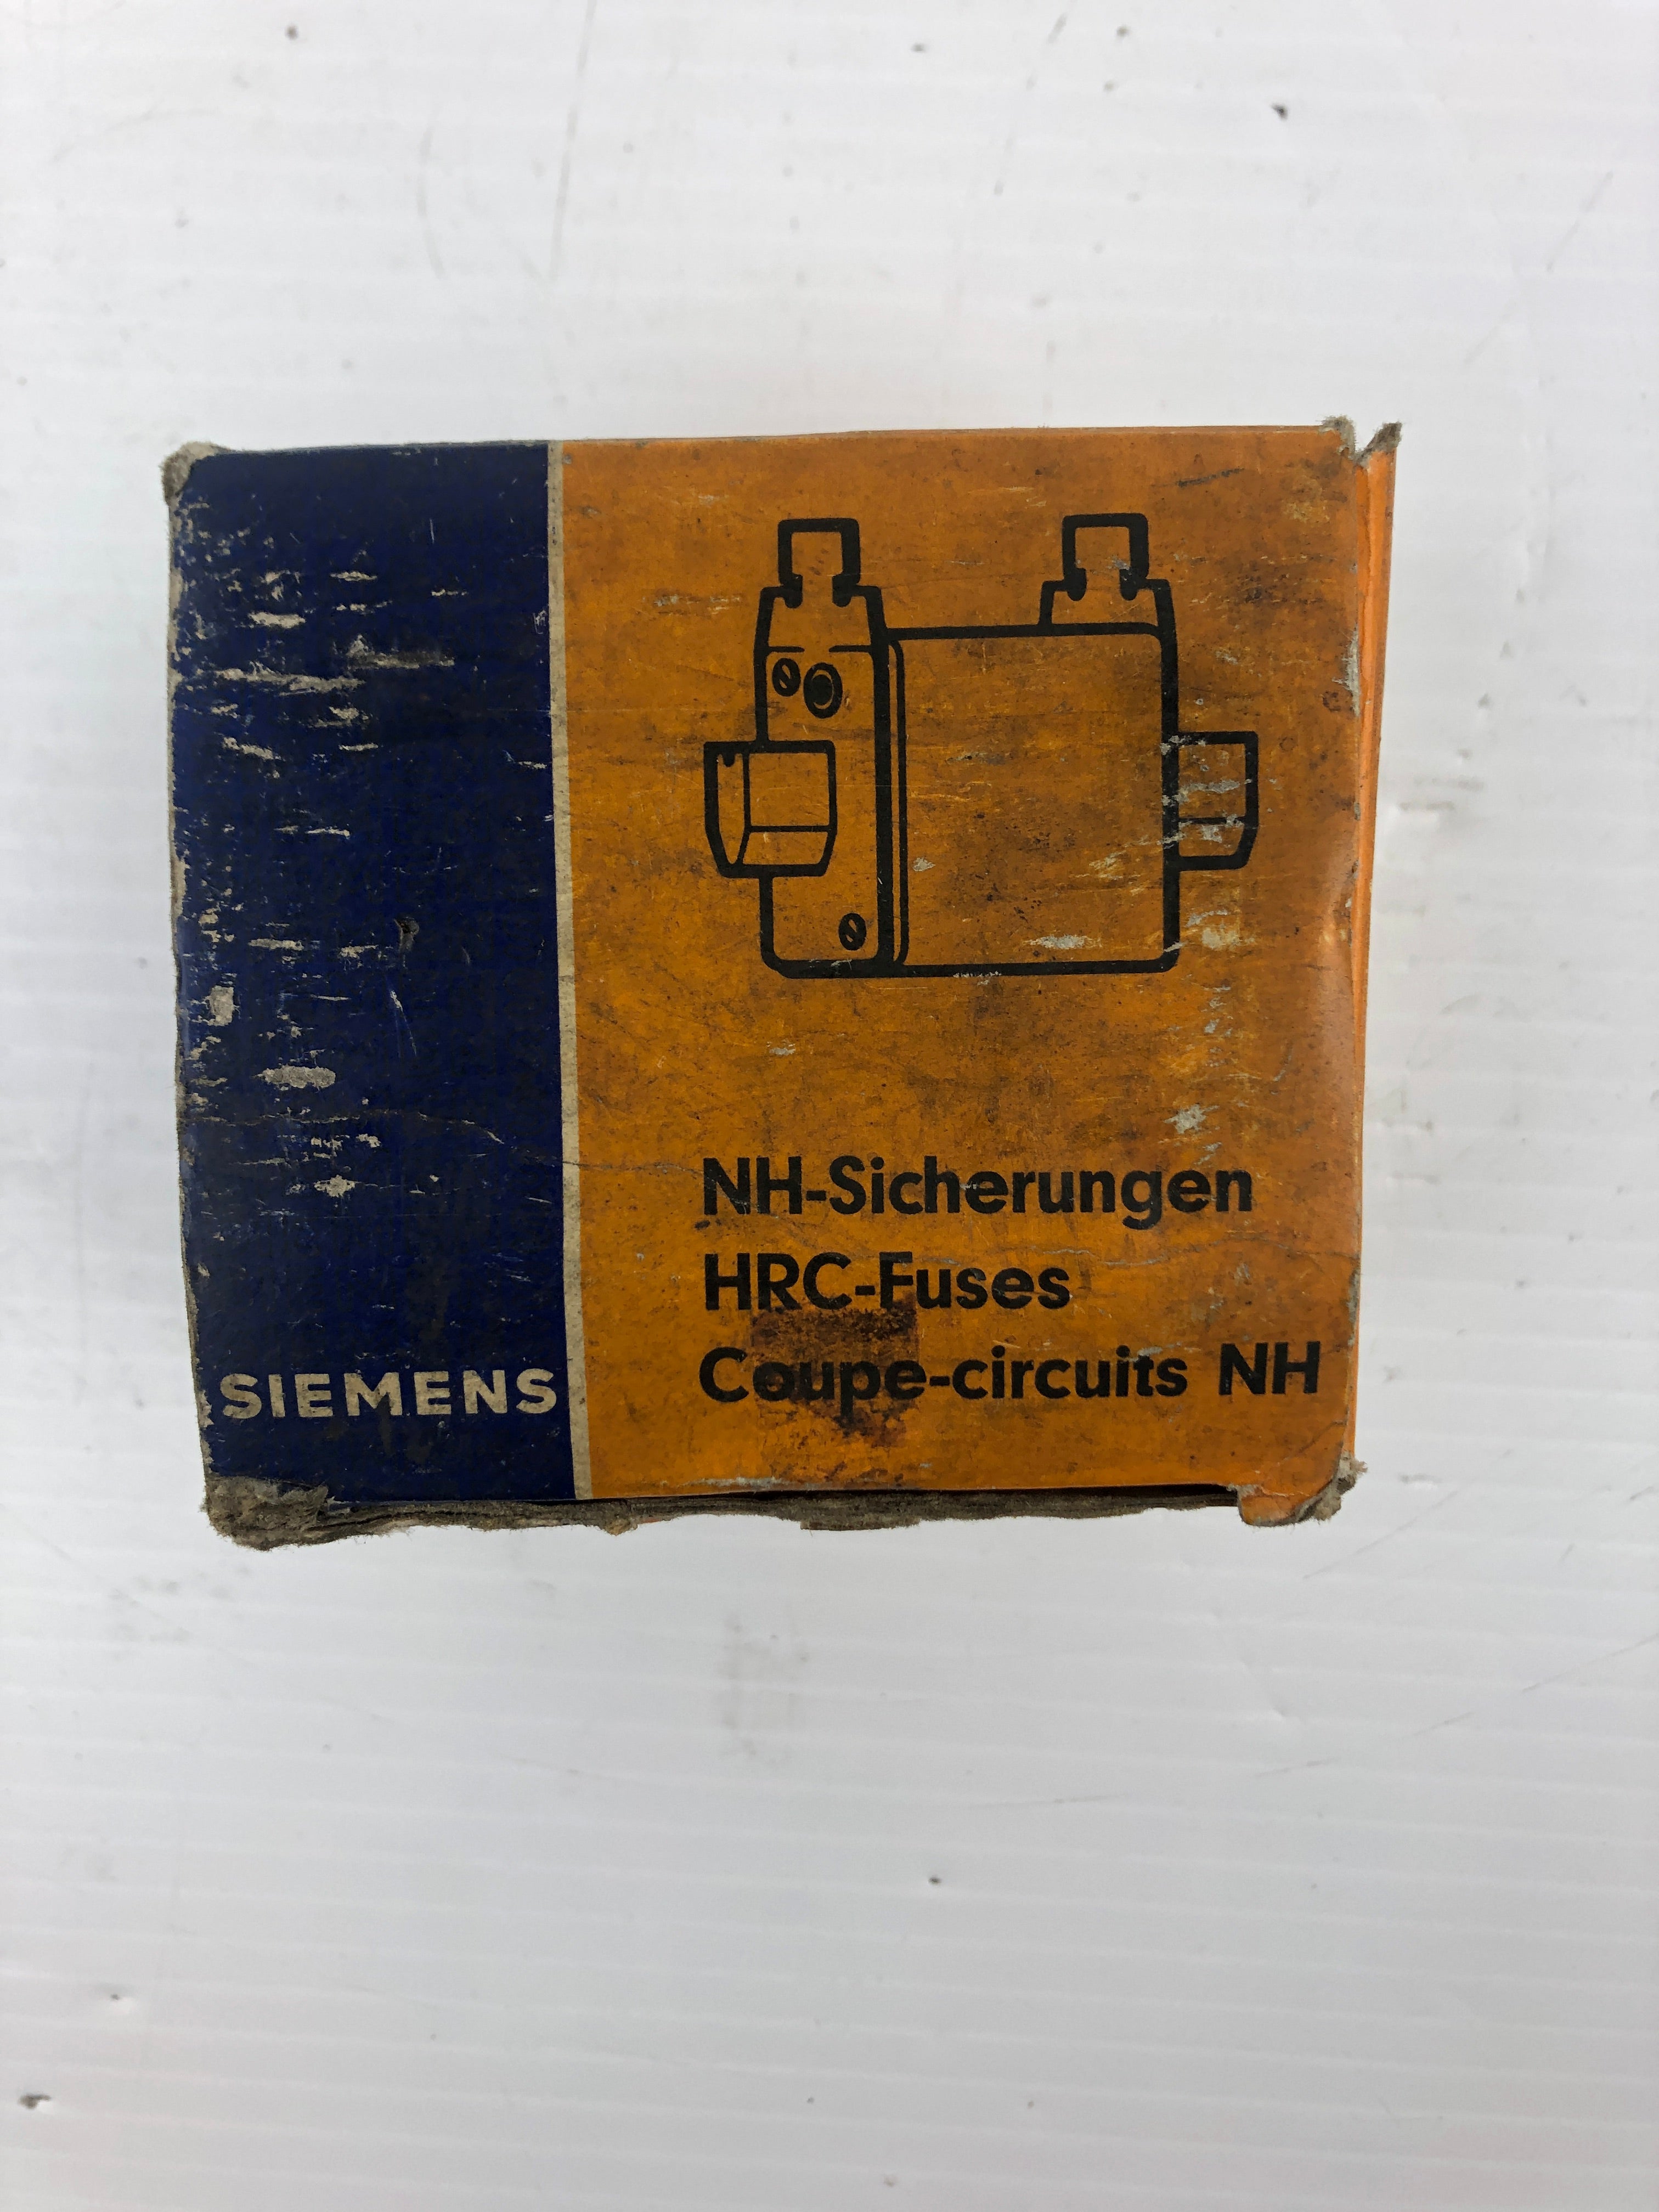 NH-Sicherungen
HRC-Fuses
Coupe-circuits NH
SIEMENS